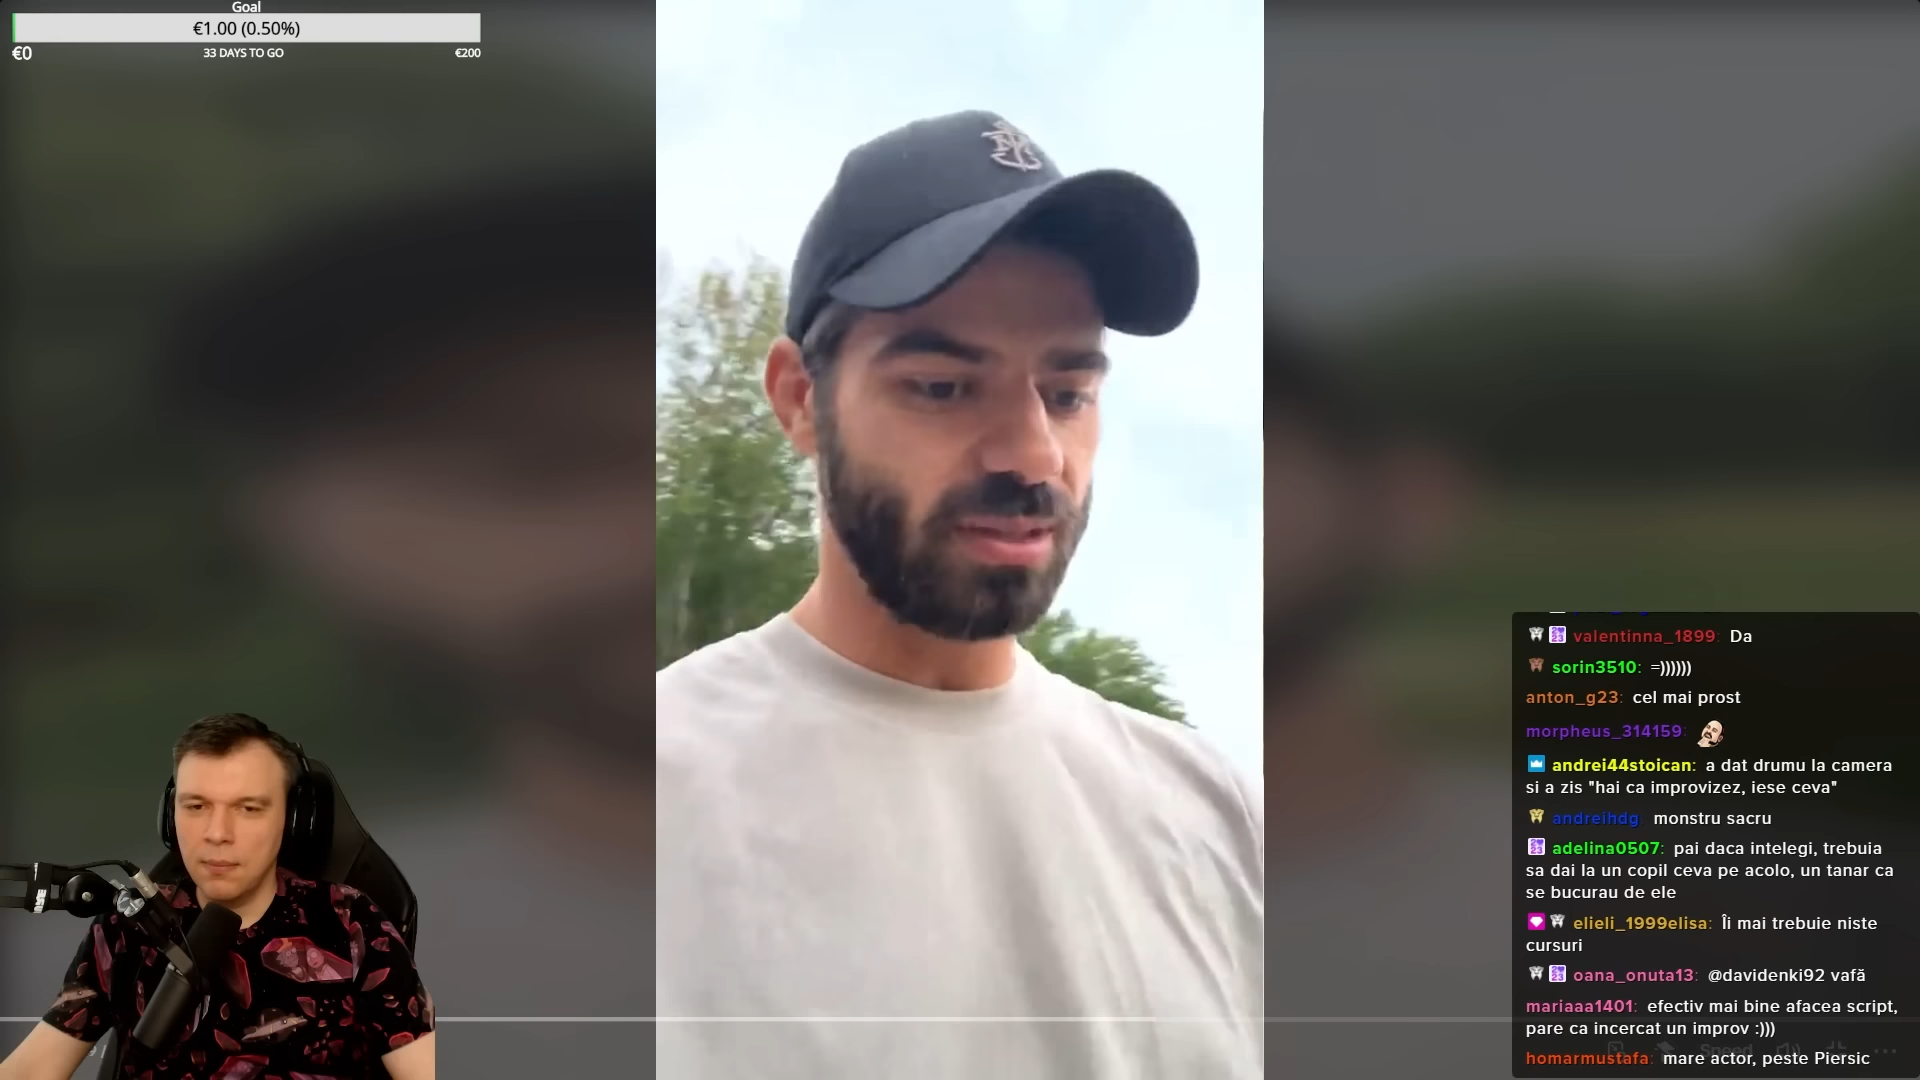 Goal
€1.00 (0.50%)
€0
33 DAYS TO GO
€200
valentinna_1899: Da
sorin3510: =))))))
anton_g23: cel mai prost
morpheus_314159:
andrei44stoican: a dat drumu la camera
si a zis "hai ca improvizez, iese ceva"
andreihdg: monstru sacru
adelina0507: pai daca intelegi, trebuia
sa dai la un copil ceva pe acolo, un tanar ca
se bucurau de ele
elieli_1999elisa: Îi mai trebuie niste
cursuri
oana_onuta13: @davidenki92 vafă
mariaaa1401: efectiv mai bine afacea script,
pare ca incercat un improv :)))
homarmustafa: mare actor, peste Piersic
Speed